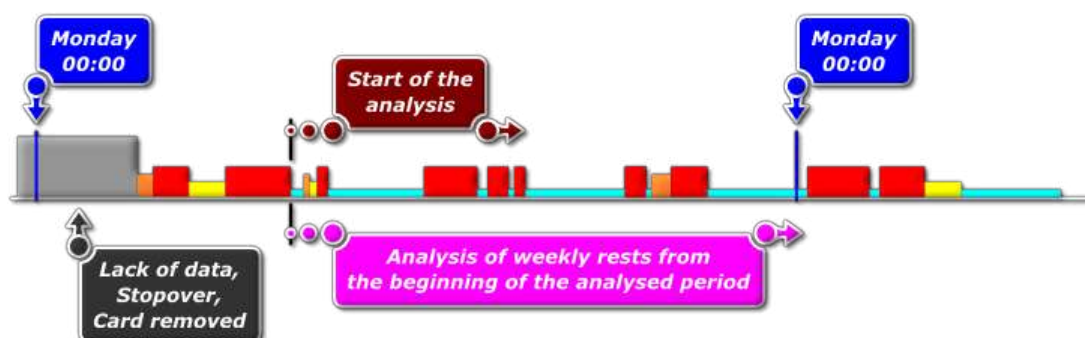 Monday
00:00
Start of the
analysis
Monday
00:00
Lack of data,
Stopover,
Card removed
Analysis of weekly rests from
the beginning of the analysed period